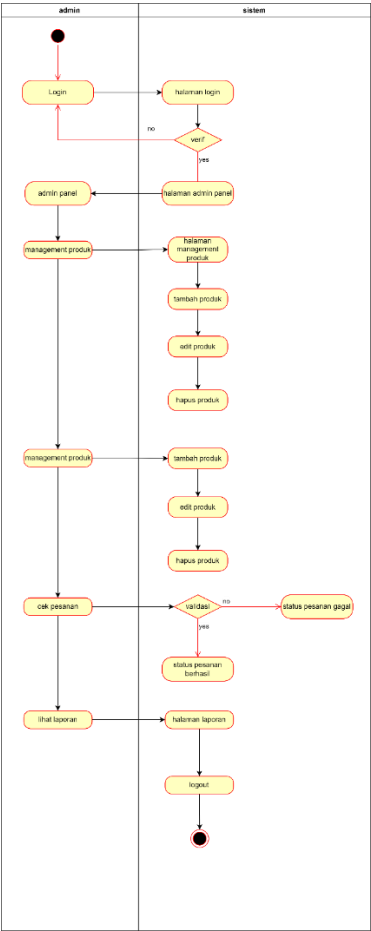 admin
sistem
Login
halaman login
no
verif
yes
admin panel
halaman admin panel
management produk
halaman
management
produk
tambah produk
edit produk
hapus produk
management produk
tambah produk
edit produk
hapus produk
cek pesanan
validasi
no
status pesanan gagal
yes
status pesanan
berhasil
lihat laporan
halaman laporan
logout